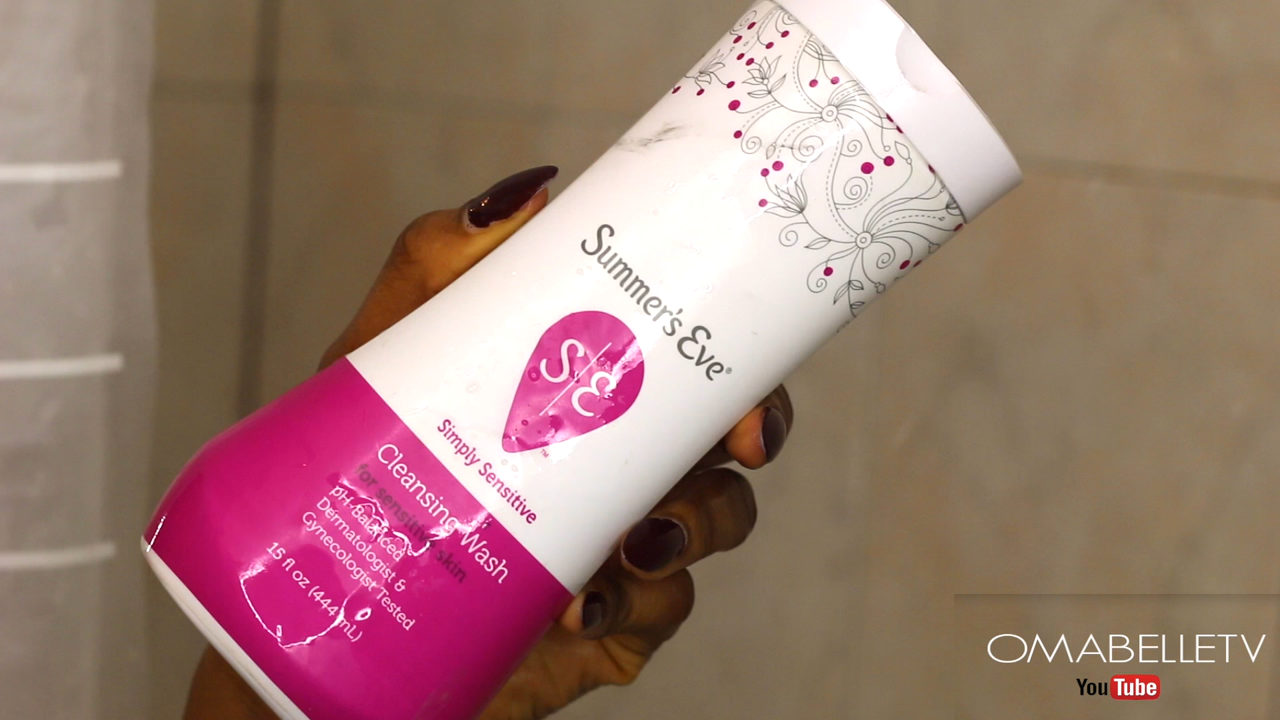 Summer's Eve®
S E
™
Simply Sensitive
Cleansing Wash
for sensitive skin
pH-Balanced
Dermatologist &
Gynecologist Tested
15 fl oz (444 mL)
OMABELLETV
YouTube